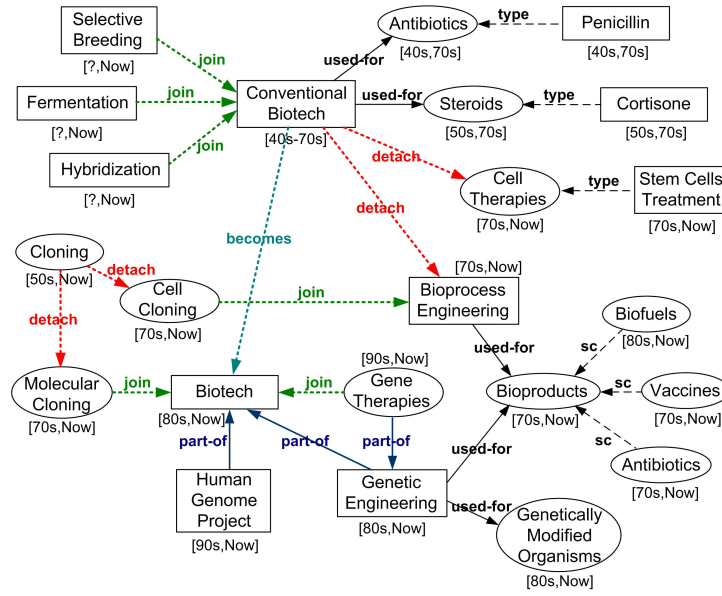 Selective
Breeding
[?,Now]
join
Antibiotics
[40s,70s]
type
Penicillin
[40s,70s]
used-for
Fermentation
[?,Now]
join
Conventional
Biotech
[40s-70s]
used-for
Steroids
[50s,70s]
type
Cortisone
[50s,70s]
join
Hybridization
[?,Now]
detach
Cell
Therapies
[70s,Now]
type
Stem Cells
Treatment
[70s,Now]
detach
becomes
Cloning
[50s,Now]
detach
Cell
Cloning
[70s,Now]
join
[70s,Now]
Bioprocess
Engineering
detach
used-for
Biofuels
[80s,Now]
sc
Molecular
Cloning
[70s,Now]
join
Biotech
[80s,Now]
join
[90s,Now]
Gene
Therapies
Bioproducts
[70s,Now]
sc
Vaccines
[70s,Now]
part-of
part-of
part-of
used-for
sc
Antibiotics
[70s,Now]
Human
Genome
Project
[90s,Now]
Genetic
Engineering
[80s,Now]
used-for
Genetically
Modified
Organisms
[80s,Now]